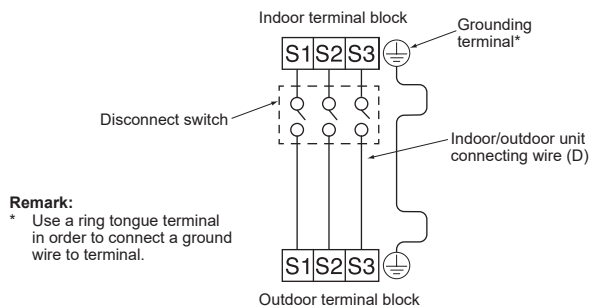 Indoor terminal block
Grounding
terminal*
S1 S2 S3
Disconnect switch
Indoor/outdoor unit
connecting wire (D)
Remark:
* Use a ring tongue terminal
in order to connect a ground
wire to terminal.
S1 S2 S3
Outdoor terminal block